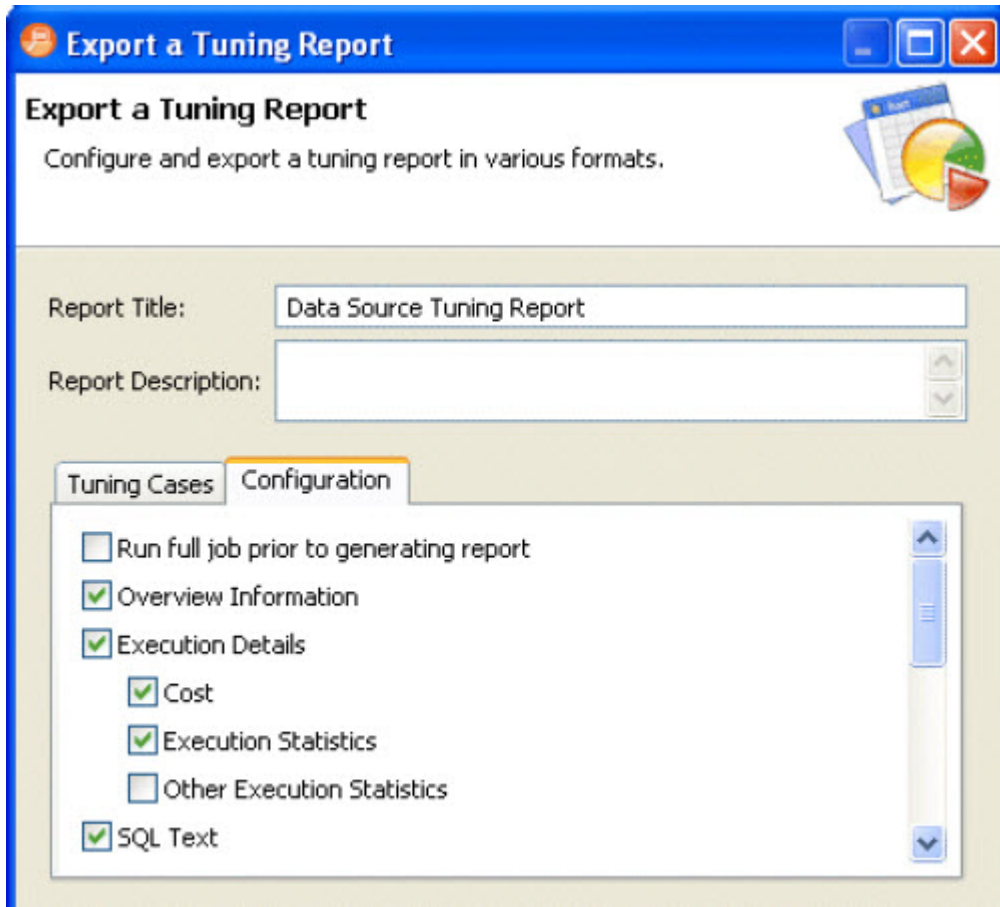 Export a Tuning Report
Export a Tuning Report
Configure and export a tuning report in various formats.
Report Title: Data Source Tuning Report
Report Description:
Tuning Cases Configuration
Run full job prior to generating report
Overview Information
Execution Details
Cost
Execution Statistics
Other Execution Statistics
SQL Text